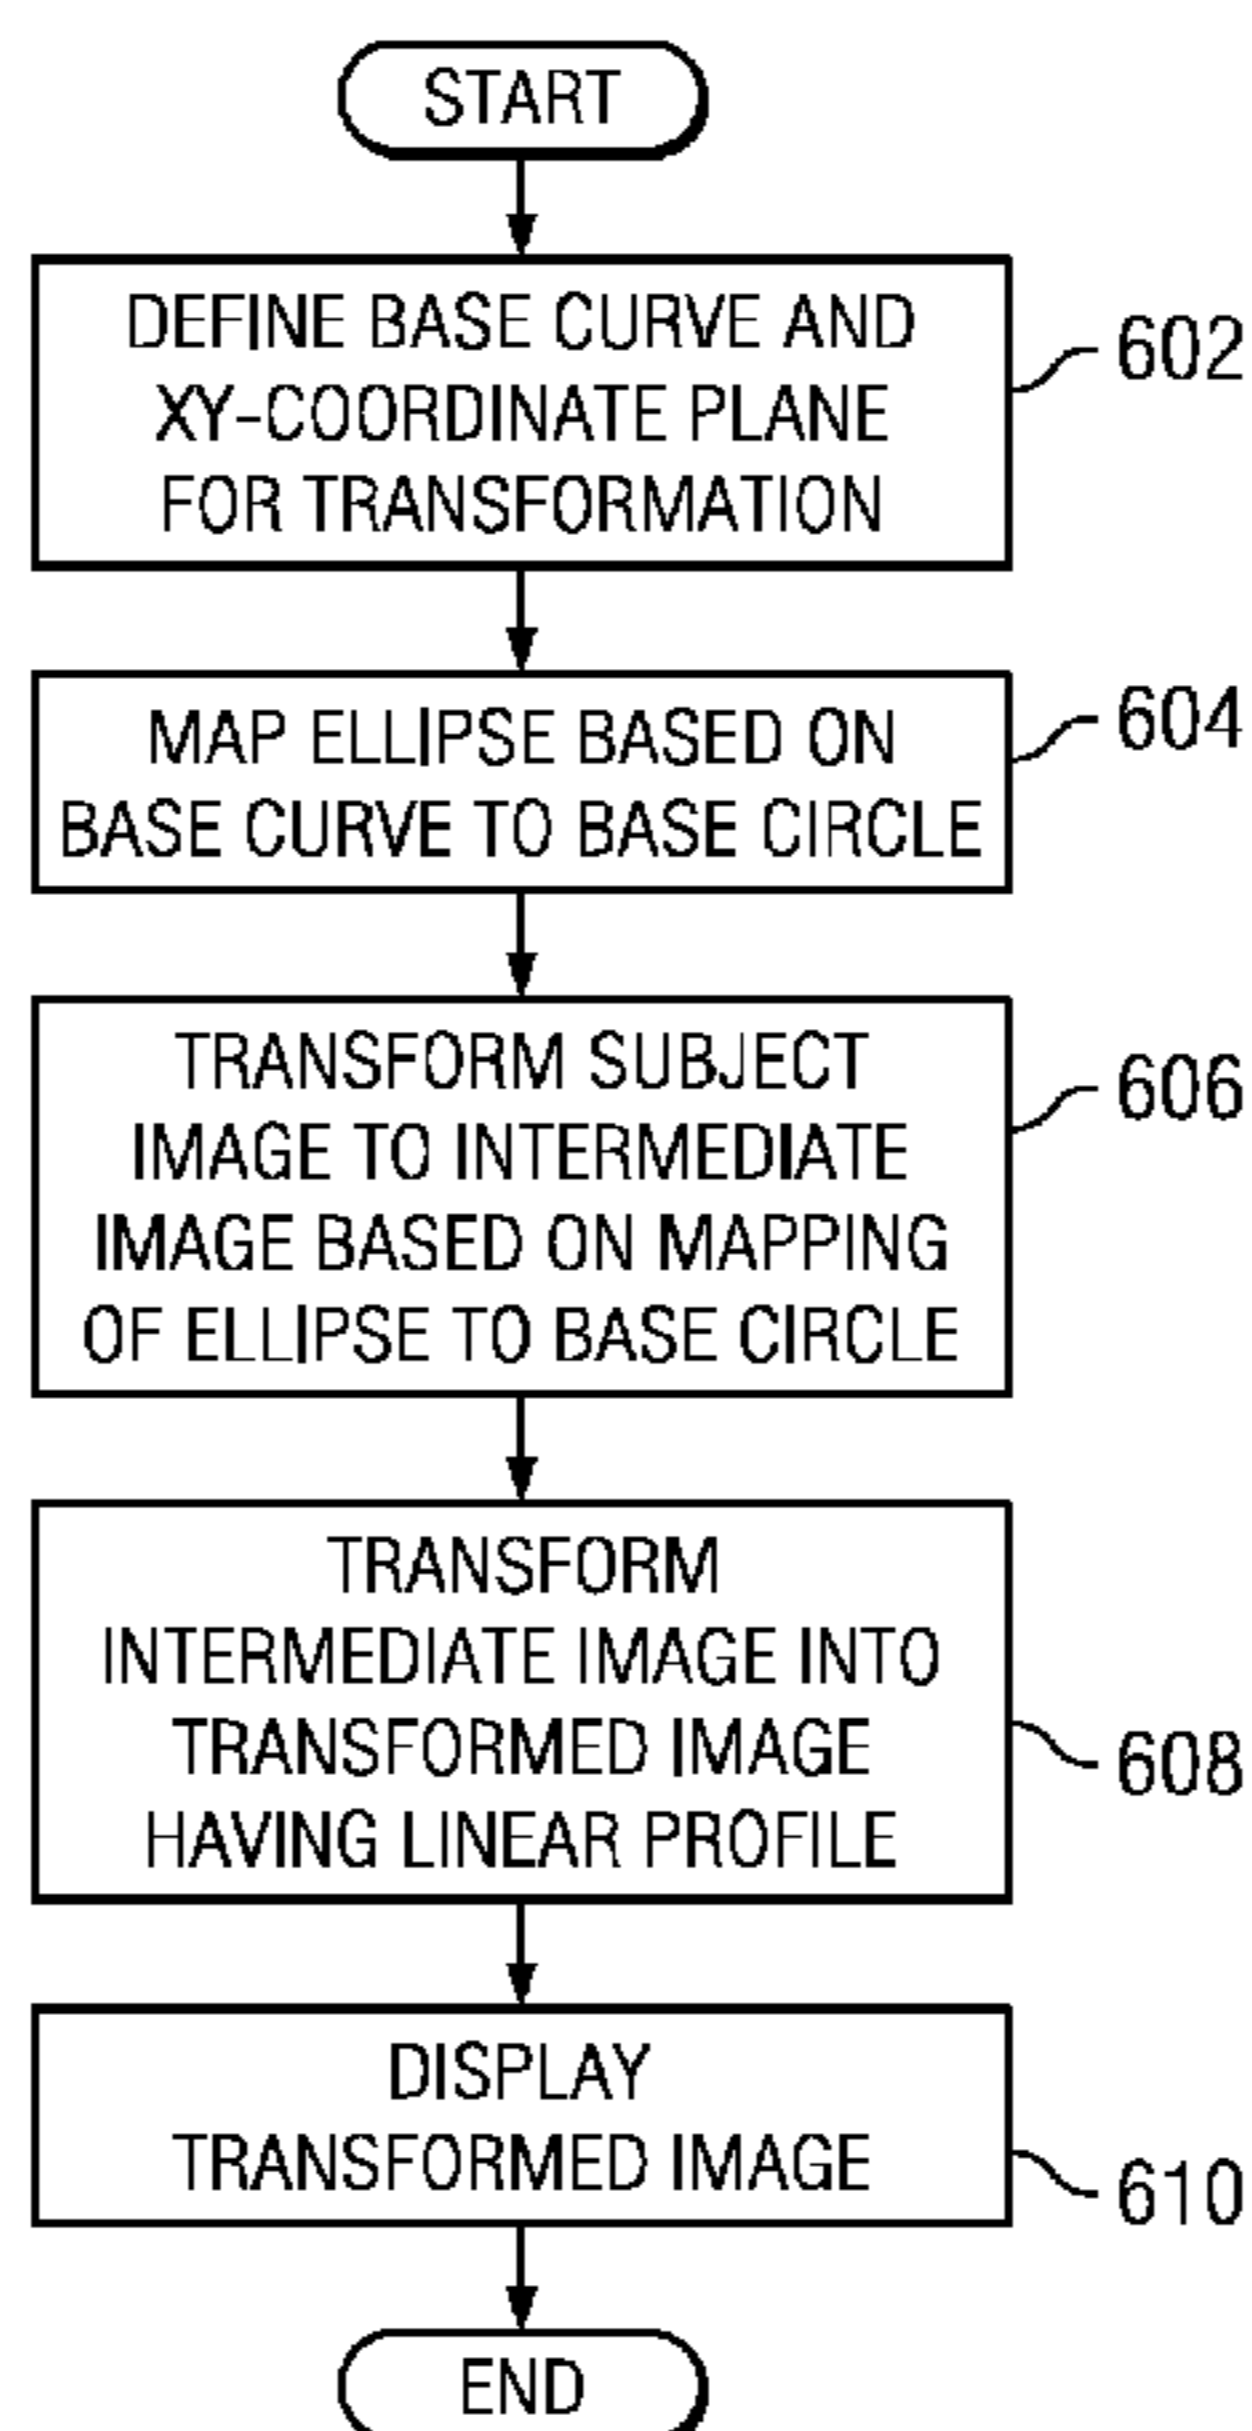 START
DEFINE BASE CURVE AND
XY-COORDINATE PLANE
FOR TRANSFORMATION
602
MAP ELLIPSE BASED ON
BASE CURVE TO BASE CIRCLE
604
TRANSFORM SUBJECT
IMAGE TO INTERMEDIATE
IMAGE BASED ON MAPPING
OF ELLIPSE TO BASE CIRCLE
606
TRANSFORM
INTERMEDIATE IMAGE INTO
TRANSFORMED IMAGE
HAVING LINEAR PROFILE
608
DISPLAY
TRANSFORMED IMAGE
610
END